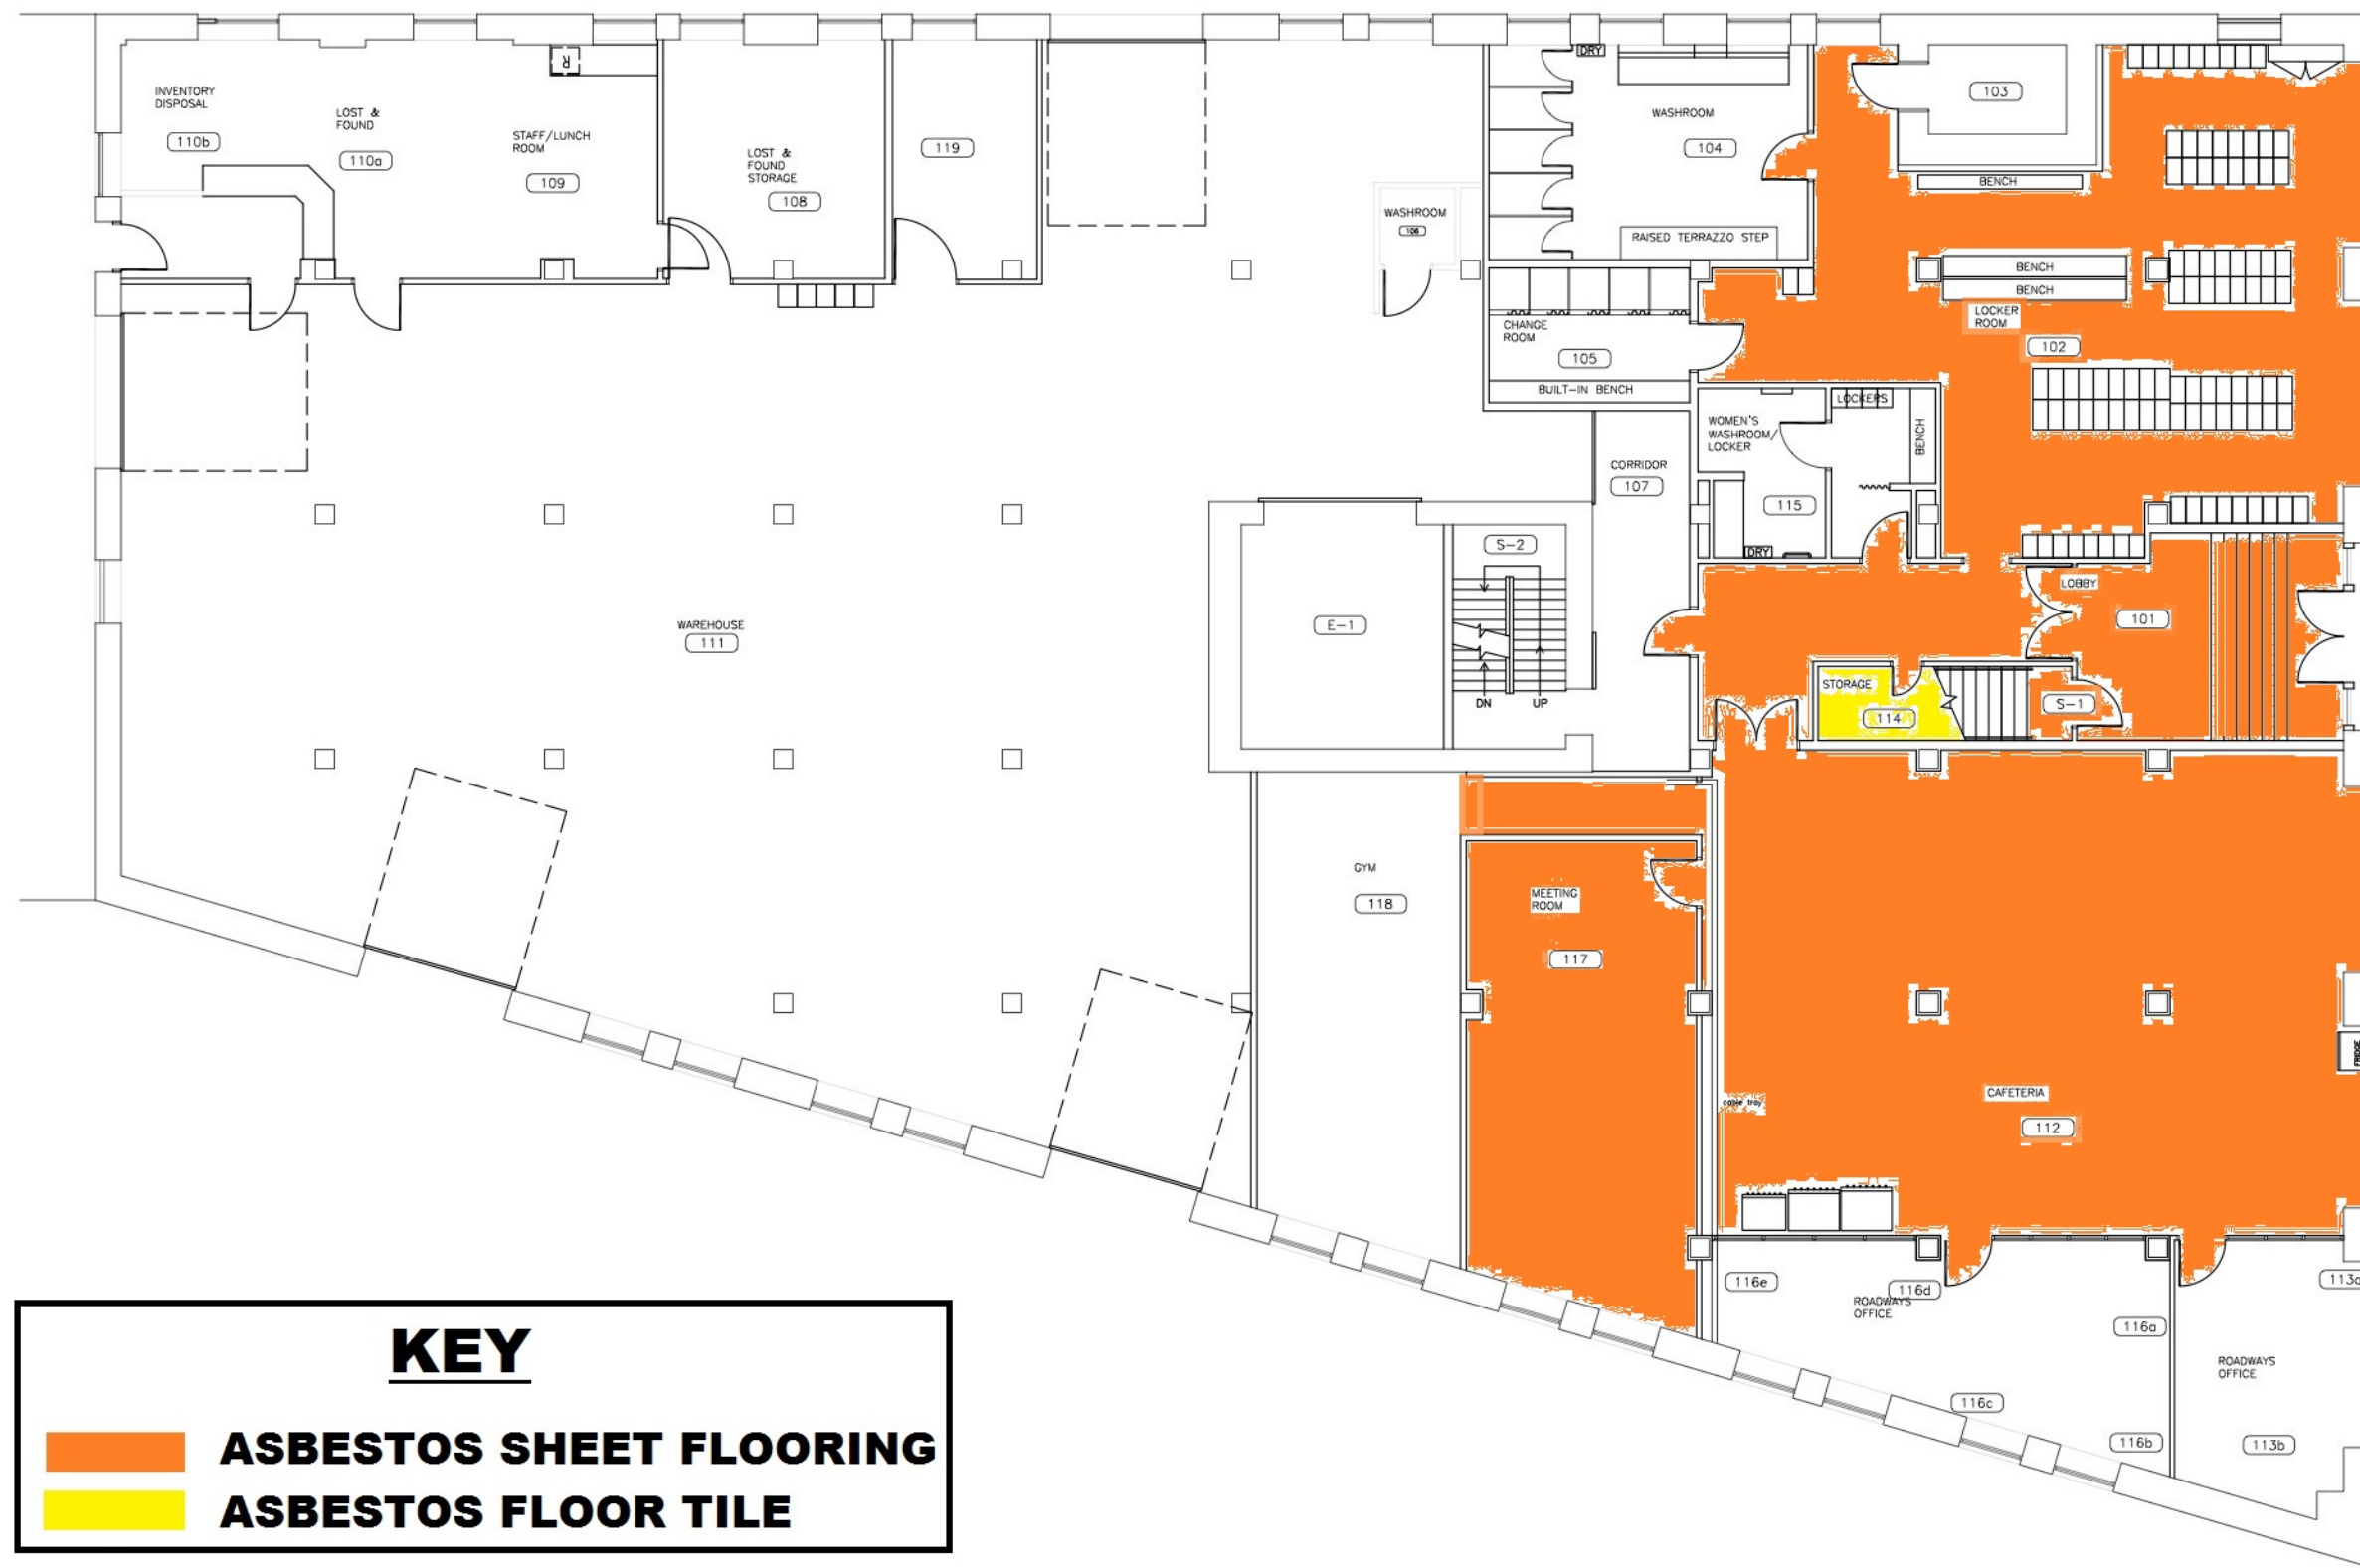 INVENTORY
DISPOSAL
110b
LOST &
FOUND
110a
STAFF/LUNCH
ROOM
109
R
LOST &
FOUND
STORAGE
108
119
WASHROOM
106
DRY
WASHROOM
104
RAISED TERRAZZO STEP
103
BENCH
BENCH
BENCH
LOCKER
ROOM
102
CHANGE
ROOM
105
BUILT-IN BENCH
WOMEN'S
WASHROOM/
LOCKER
LOCKERS
BENCH
115
DRY
CORRIDOR
107
S-2
DN
UP
E-1
WAREHOUSE
111
LOBBY
101
STORAGE
114
S-1
GYM
118
MEETING
ROOM
117
FRIDGE
cable tray
CAFETERIA
112
116e
116d
ROADWAYS
OFFICE
116a
116c
116b
ROADWAYS
OFFICE
113b
KEY
ASBESTOS SHEET FLOORING
ASBESTOS FLOOR TILE